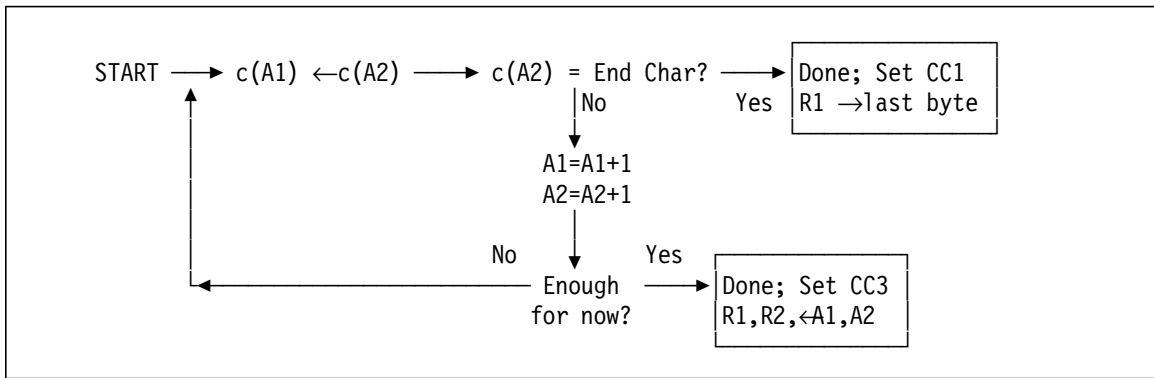 START → c(A1) ←c(A2) → c(A2) = End Char? → Done; Set CC1
No Yes R1 →last byte
A1=A1+1
A2=A2+1
No Yes
Enough → Done; Set CC3
for now? R1,R2,←A1,A2